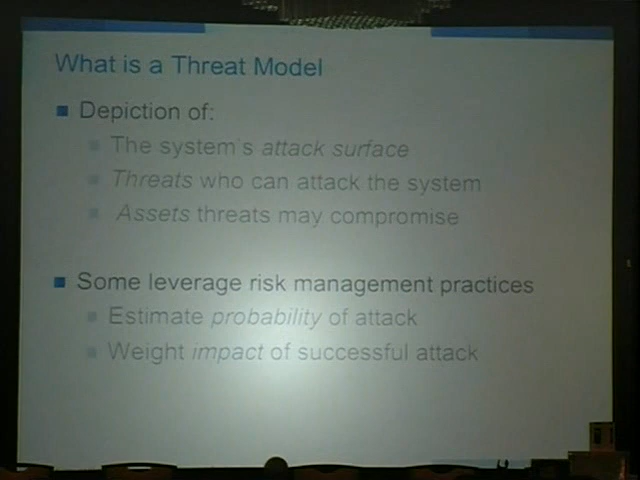 What is a Threat Model
Depiction of:
The system's attack surface
Threats who can attack the system
Assets threats may compromise
Some leverage risk management practices
Estimate probability of attack
Weight impact of successful attack